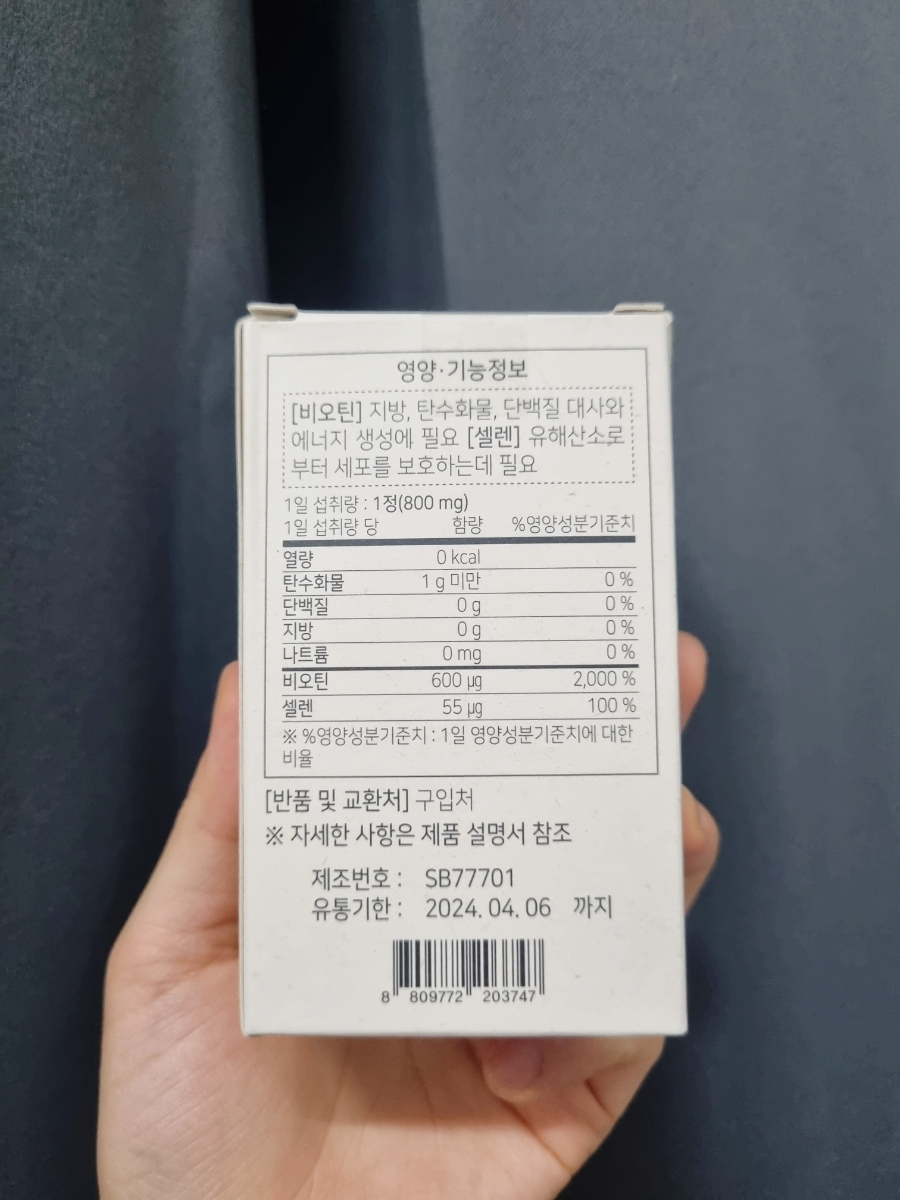 영양·기능정보
[비오틴] 지방, 탄수화물, 단백질 대사와
에너지 생성에 필요 [셀렌] 유해산소로
부터 세포를 보호하는데 필요
1일 섭취량 : 1정(800 mg)
1일 섭취량 당 함량 %영양성분기준치
열량 0 kcal
탄수화물 1 g 미만 0 %
단백질 0 g 0 %
지방 0 g 0 %
나트륨 0 mg 0 %
비오틴 600 μg 2,000 %
셀렌 55 μg 100 %
※ %영양성분기준치 : 1일 영양성분기준치에 대한
비율
[반품 및 교환처] 구입처
※ 자세한 사항은 제품 설명서 참조
제조번호 : SB77701
유통기한 : 2024. 04. 06 까지
8 809772 203747